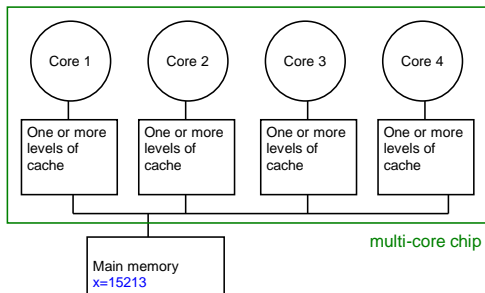 Core 1
Core 2
Core 3
Core 4
One or more
levels of
cache
One or more
levels of
cache
One or more
levels of
cache
One or more
levels of
cache
multi-core chip
Main memory
x=15213